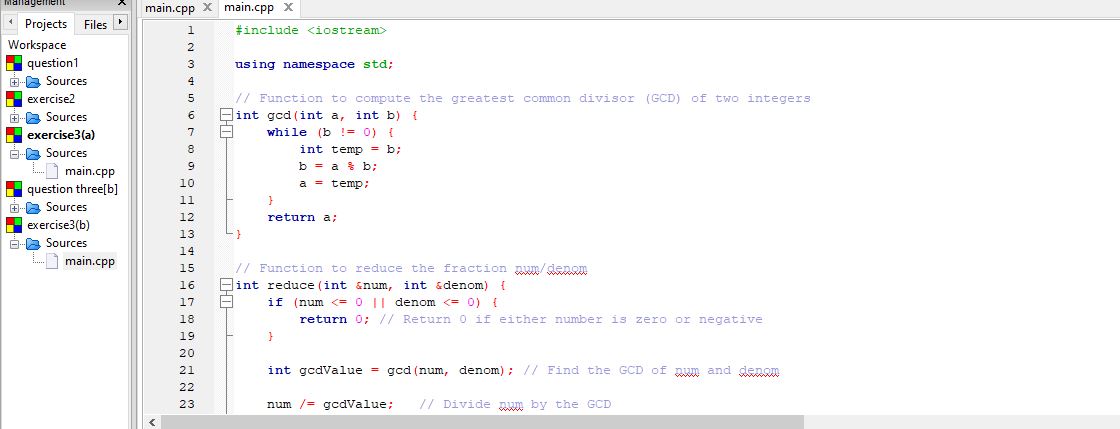 Management X
main.cpp X main.cpp X
Projects Files
Workspace
question1
Sources
exercise2
Sources
exercise3(a)
Sources
main.cpp
question three[b]
Sources
exercise3(b)
Sources
main.cpp
1 #include <iostream>
2
3 using namespace std;
4
5 // Function to compute the greatest common divisor (GCD) of two integers
6 int gcd(int a, int b) {
7 while (b != 0) {
8 int temp = b;
9 b = a % b;
10 a = temp;
11 }
12 return a;
13 }
14
15 // Function to reduce the fraction num/denom
16 int reduce(int &num, int &denom) {
17 if (num <= 0 || denom <= 0) {
18 return 0; // Return 0 if either number is zero or negative
19 }
20
21 int gcdValue = gcd(num, denom); // Find the GCD of num and denom
22
23 num /= gcdValue; // Divide num by the GCD